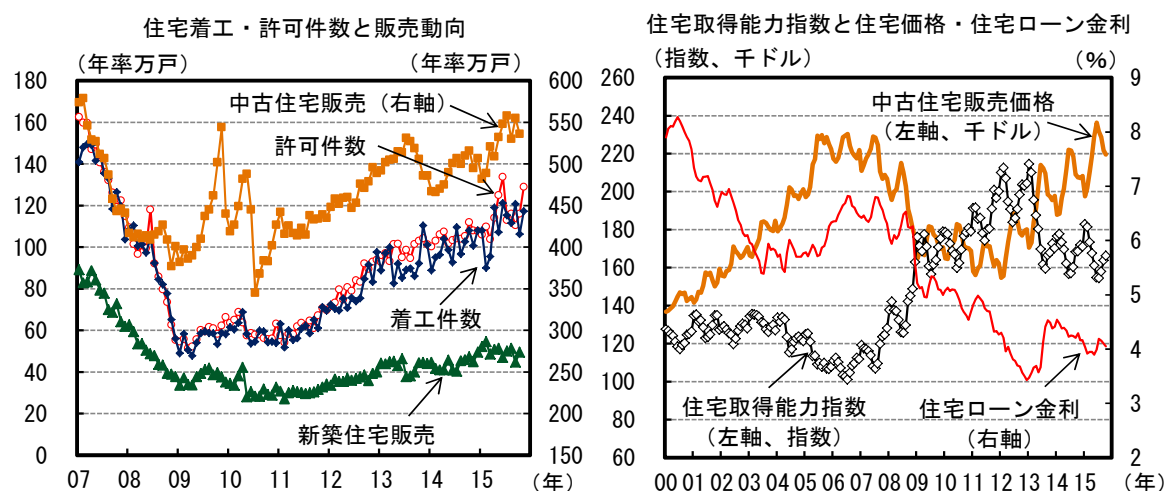 住宅着工・許可件数と販売動向
(年率万戸)
(年率万戸)
180
160
140
120
100
80
60
40
20
0
600
550
500
450
400
350
300
250
200
150
中古住宅販売(右軸)
許可件数
着工件数
新築住宅販売
07 08 09 10 11 12 13 14 15
(年)
住宅取得能力指数と住宅価格・住宅ローン金利
(指数、千ドル)
(%)
260
240
220
200
180
160
140
120
100
80
60
9
8
7
6
5
4
3
2
中古住宅販売価格
(左軸、千ドル)
住宅取得能力指数
(左軸、指数)
住宅ローン金利
(右軸)
00 01 02 03 04 05 06 07 08 09 10 11 12 13 14 15
(年)